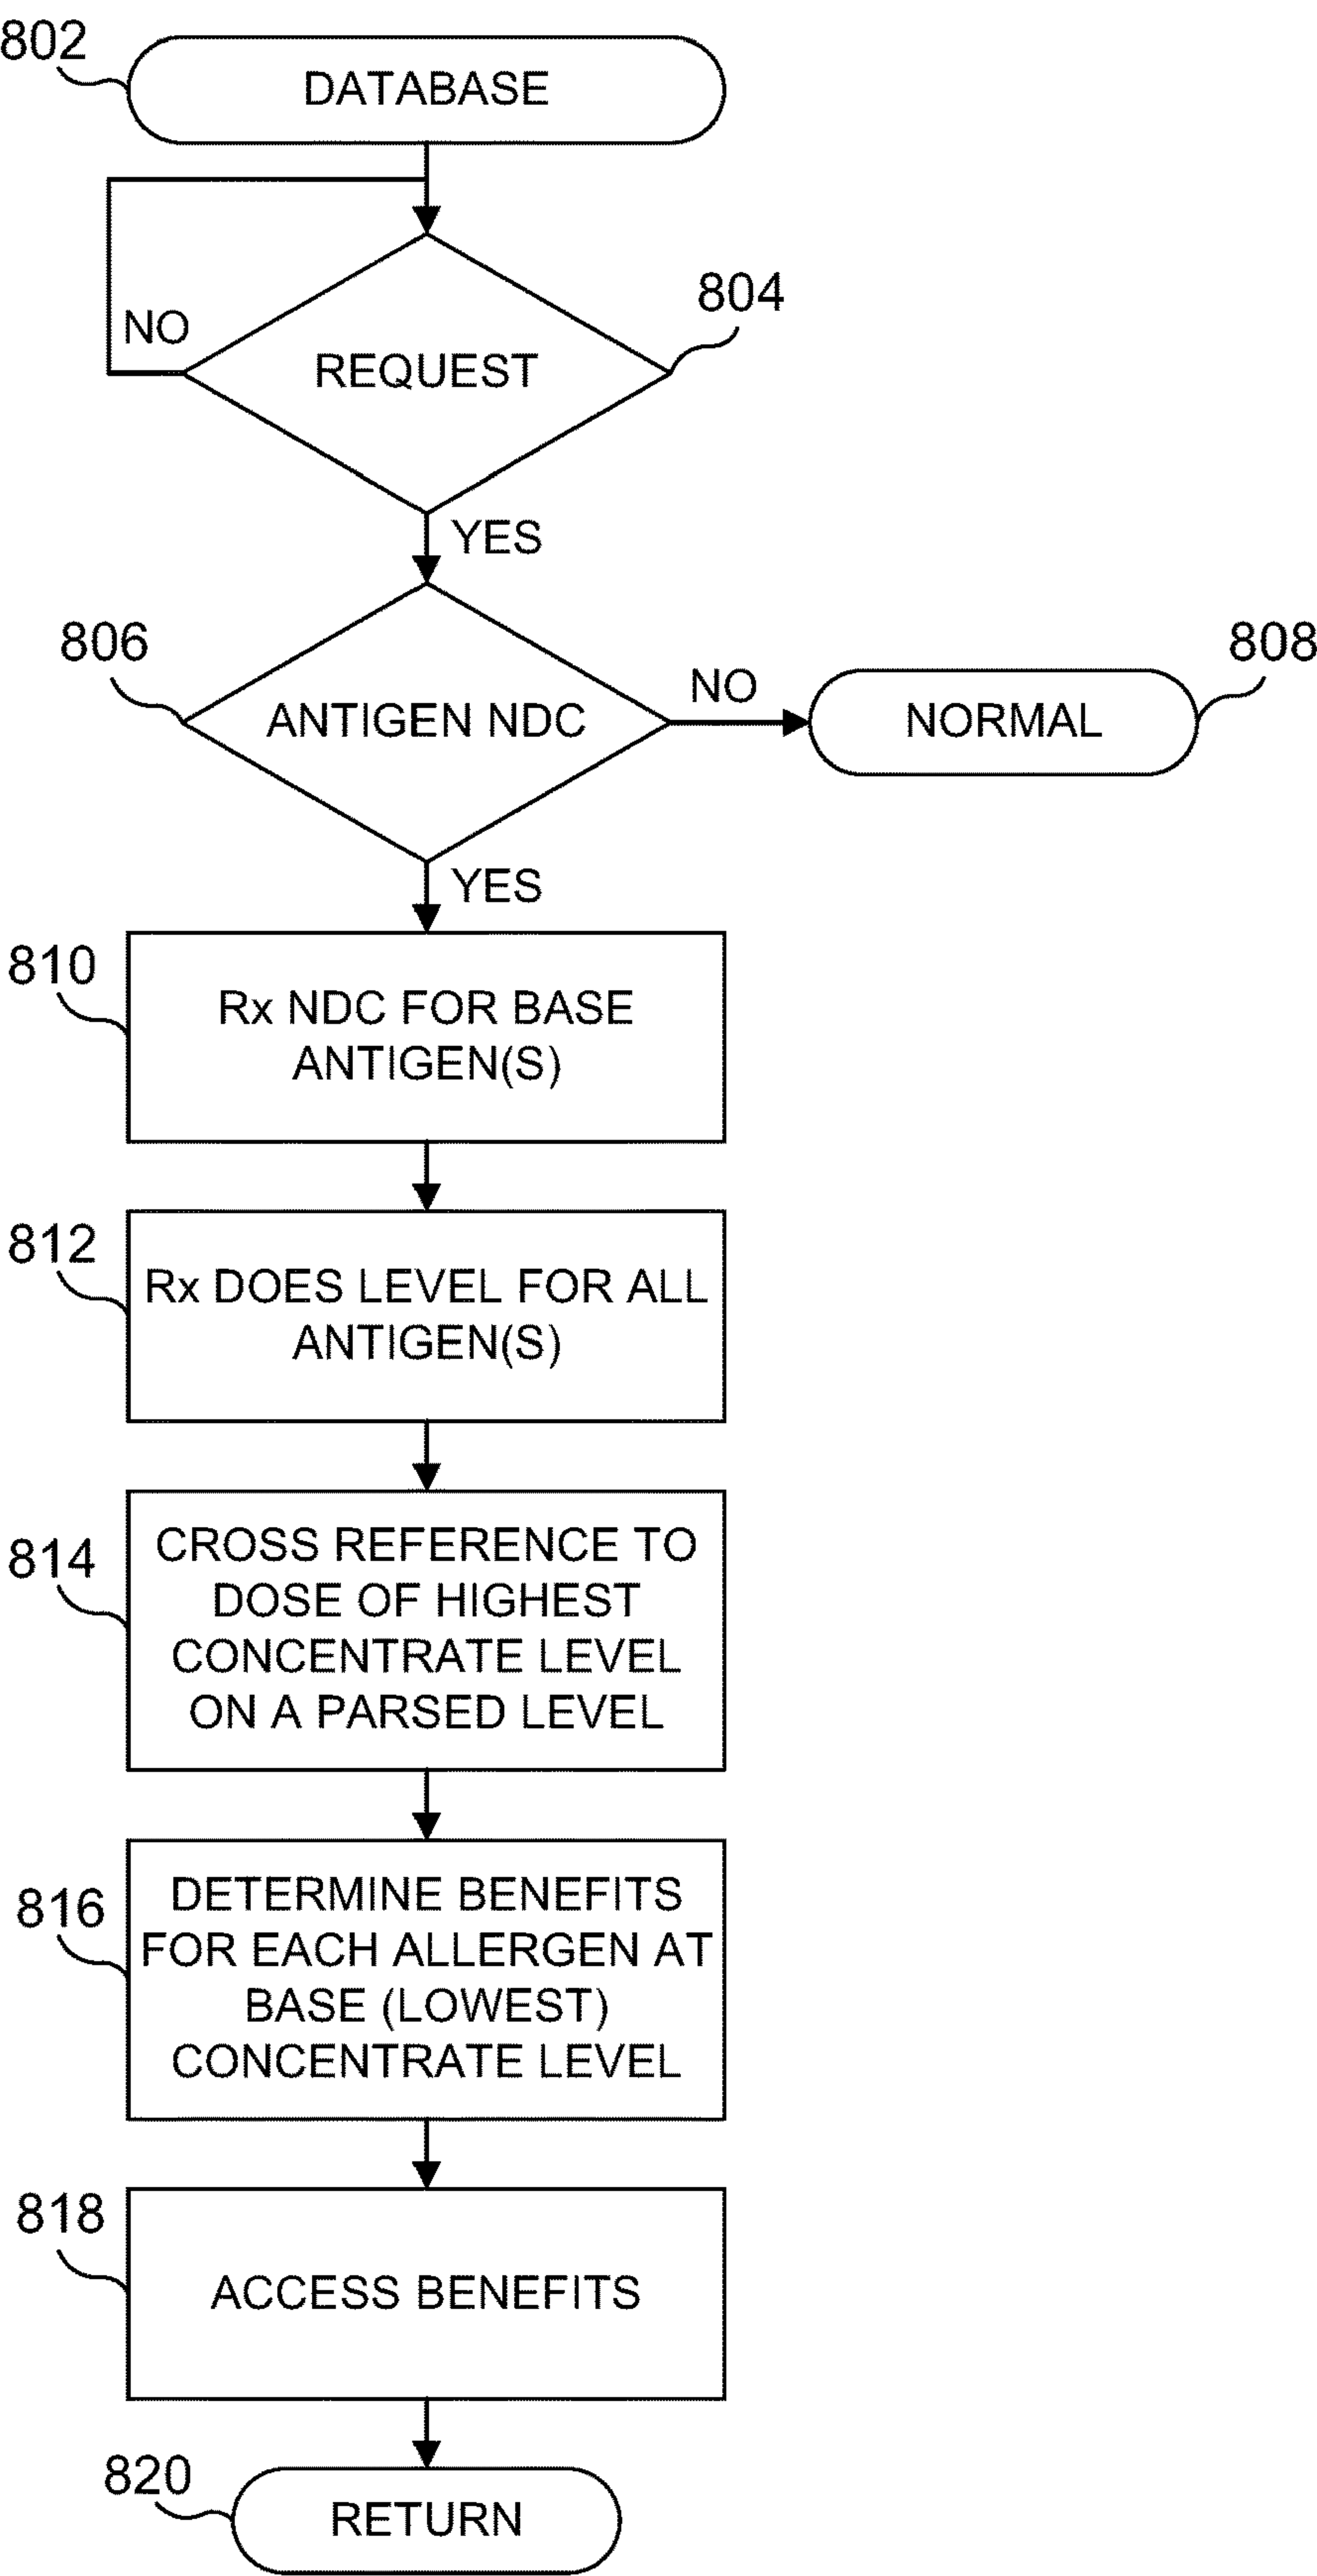 802
DATABASE
804
NO
REQUEST
YES
806
808
NO
ANTIGEN NDC
NORMAL
YES
810
Rx NDC FOR BASE
ANTIGEN(S)
812
Rx DOES LEVEL FOR ALL
ANTIGEN(S)
814
CROSS REFERENCE TO
DOSE OF HIGHEST
CONCENTRATE LEVEL
ON A PARSED LEVEL
816
DETERMINE BENEFITS
FOR EACH ALLERGEN AT
BASE (LOWEST)
CONCENTRATE LEVEL
818
ACCESS BENEFITS
820
RETURN